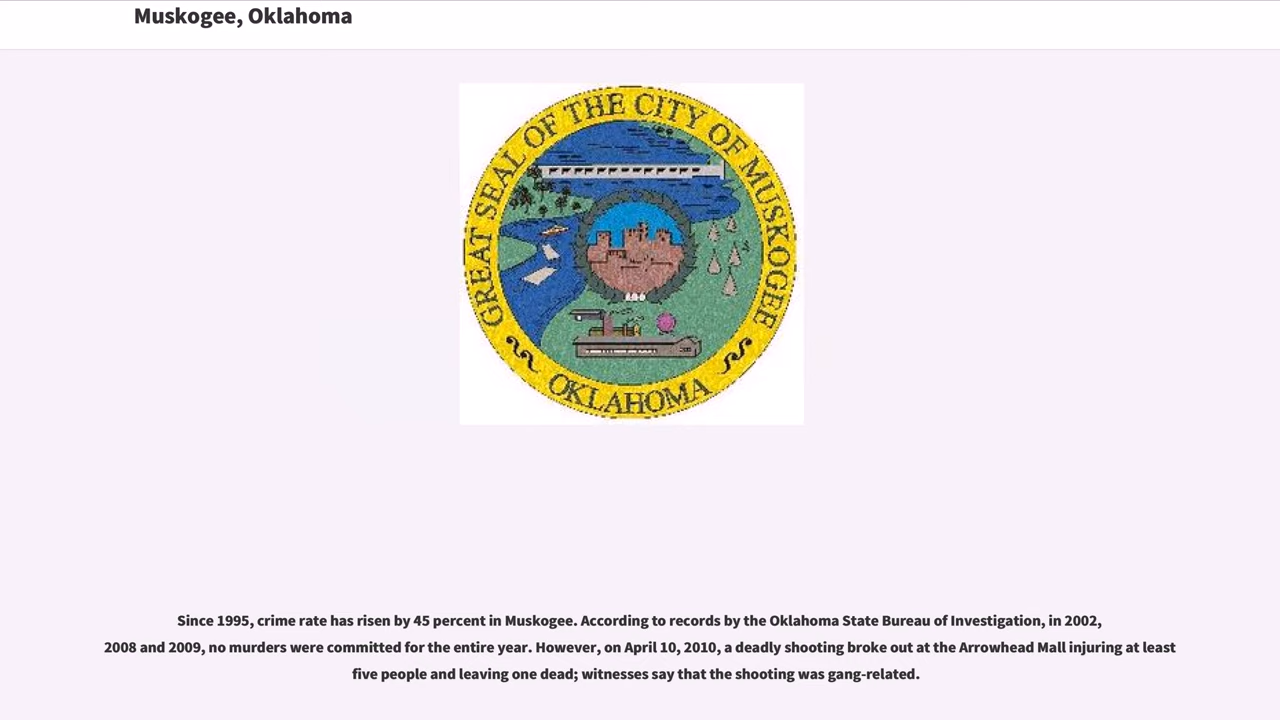 Muskogee, Oklahoma
GREAT SEAL OF THE CITY OF MUSKOGEE
OKLAHOMA
Since 1995, crime rate has risen by 45 percent in Muskogee. According to records by the Oklahoma State Bureau of Investigation, in 2002,
2008 and 2009, no murders were committed for the entire year. However, on April 10, 2010, a deadly shooting broke out at the Arrowhead Mall injuring at least
five people and leaving one dead; witnesses say that the shooting was gang-related.